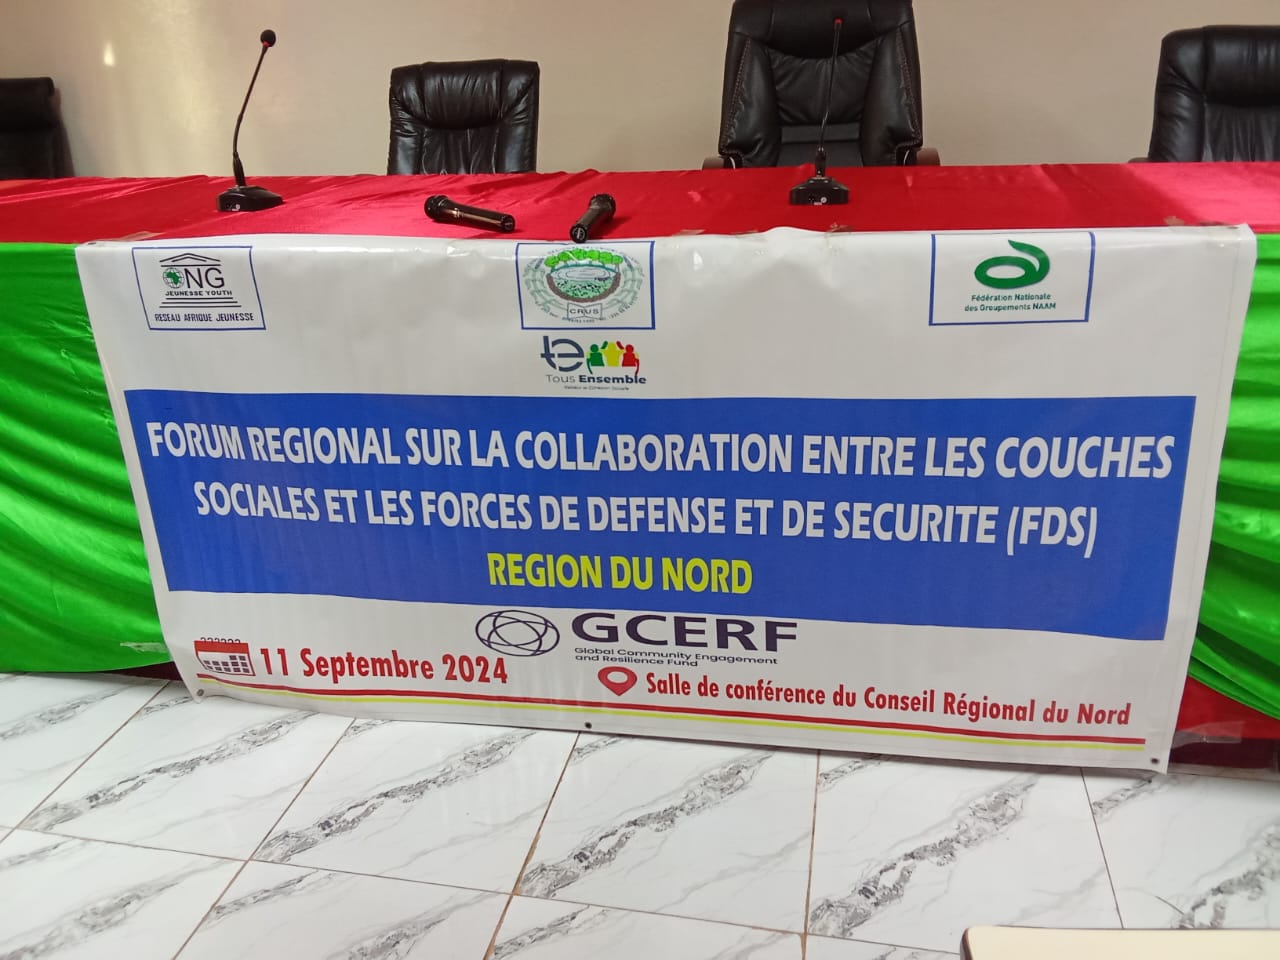 ONG
JEUNESSE YOUTH
RESEAU AFRIQUE JEUNESSE
CRUS
Fédération Nationale
des Groupements NAAM
te
Tous Ensemble
FORUM REGIONAL SUR LA COLLABORATION ENTRE LES COUCHES
SOCIALES ET LES FORCES DE DEFENSE ET DE SECURITE (FDS)
REGION DU NORD
GCERF
Global Community Engagement
and Resilience Fund
11 Septembre 2024
Salle de conférence du Conseil Régional du Nord